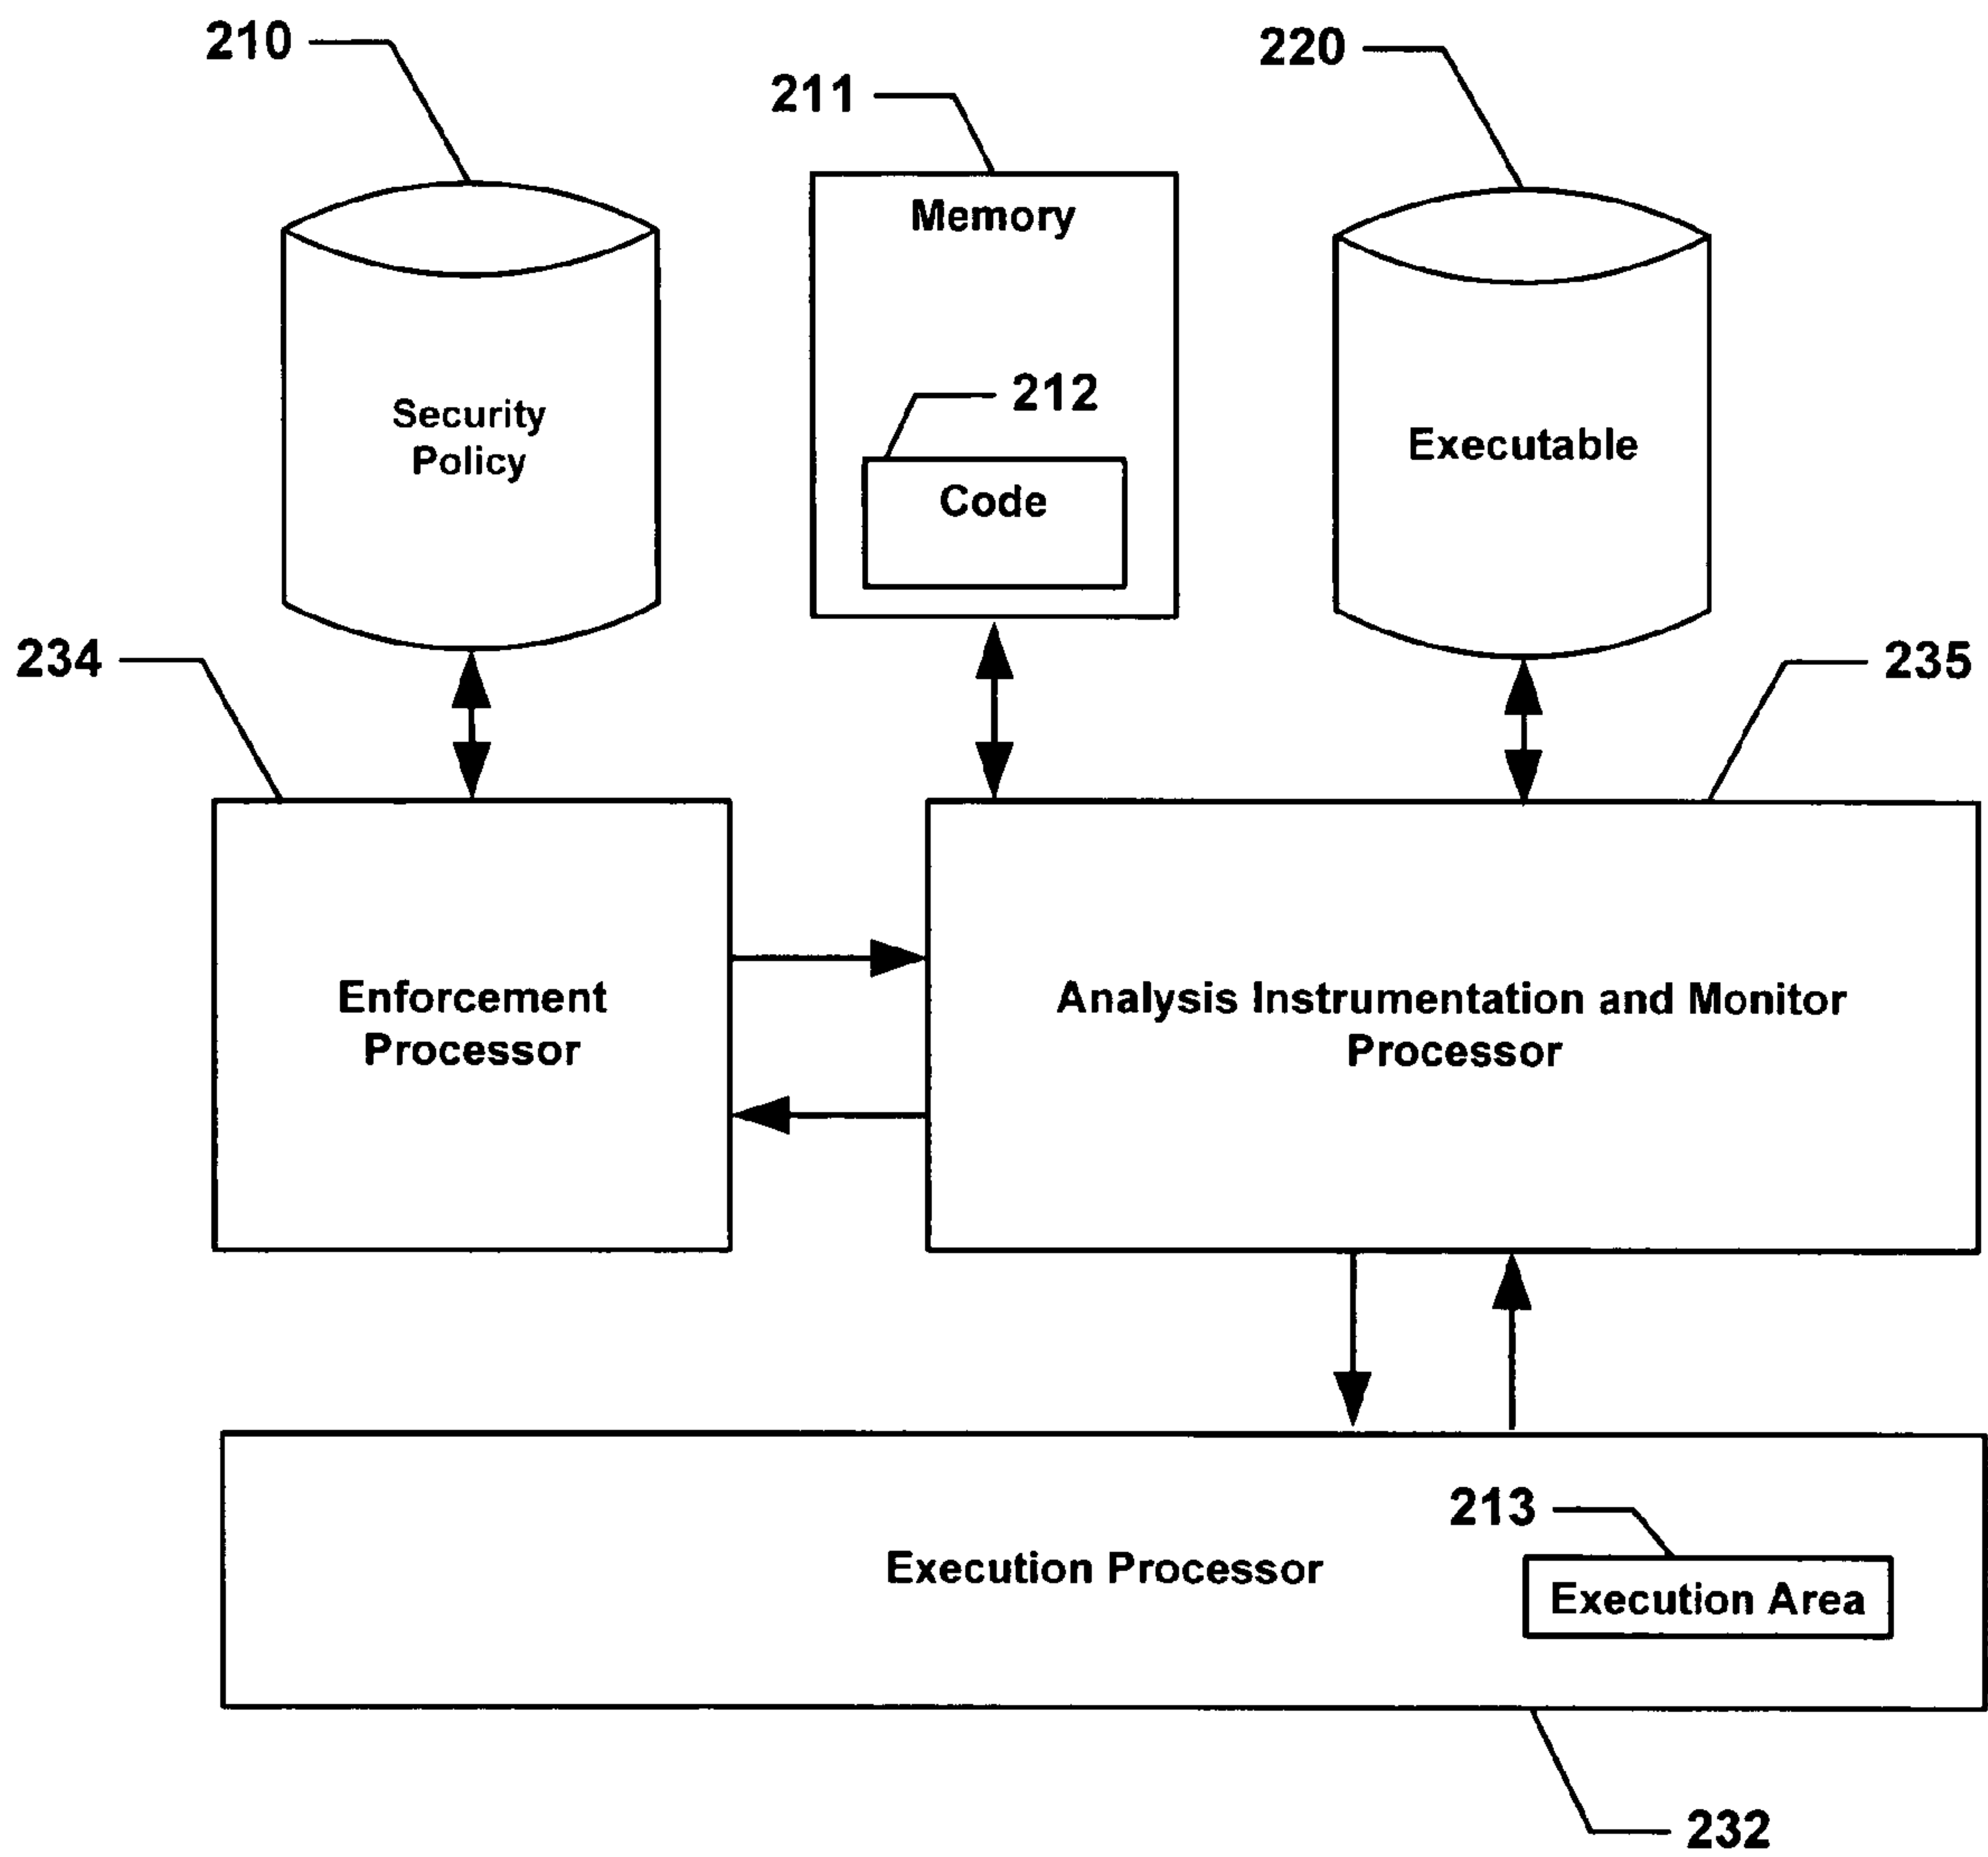 210
220
211
Memory
212
Security
Policy
Executable
Code
234
235
Enforcement
Processor
Analysis Instrumentation and Monitor
Processor
213
Execution Processor
Execution Area
232